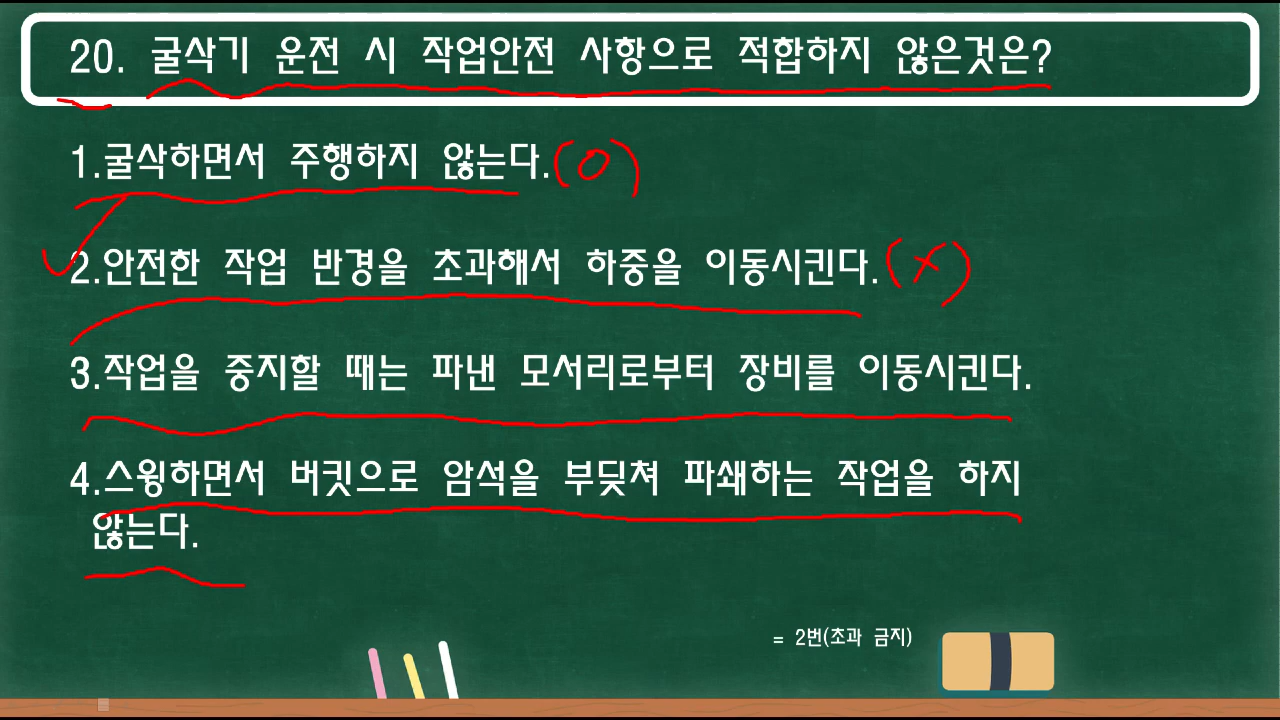 20. 굴삭기 운전 시 작업안전 사항으로 적합하지 않은것은?
1.굴삭하면서 주행하지 않는다.(O)
2.안전한 작업 반경을 초과해서 하중을 이동시킨다.(X)
3.작업을 중지할 때는 파낸 모서리로부터 장비를 이동시킨다.
4.스윙하면서 버킷으로 암석을 부딪쳐 파쇄하는 작업을 하지
않는다.
= 2번(초과 금지)